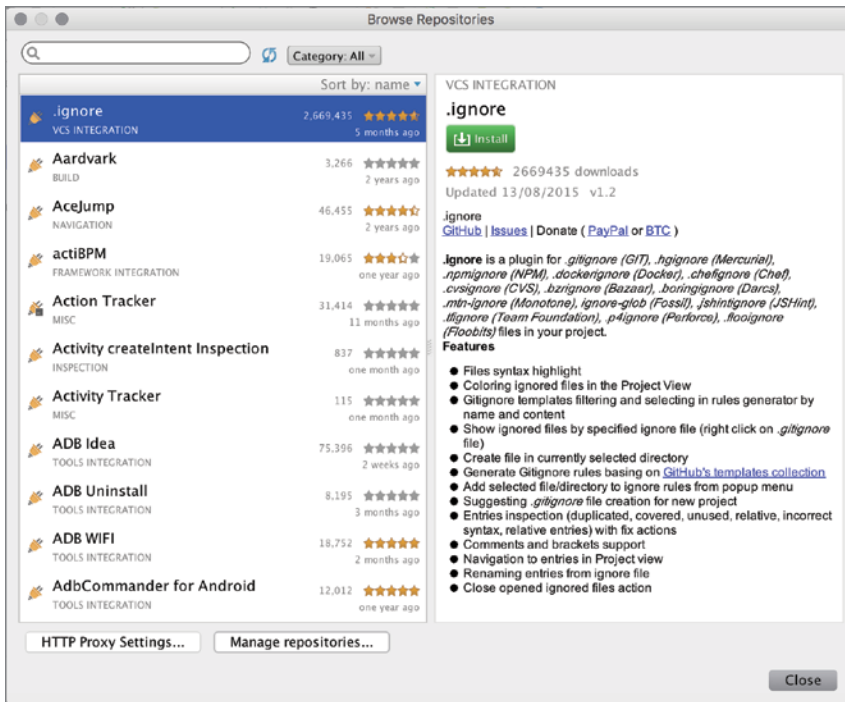 Browse Repositories
Category: All
Sort by: name
.ignore
2,669,435
VCS INTEGRATION
5 months ago
Aardvark
3,266
BUILD
2 years ago
AceJump
46,455
NAVIGATION
2 years ago
actiBPM
19,065
FRAMEWORK INTEGRATION
one year ago
Action Tracker
31,414
MISC
11 months ago
Activity createIntent Inspection
837
INSPECTION
one month ago
Activity Tracker
115
MISC
one month ago
ADB Idea
75,396
TOOLS INTEGRATION
2 weeks ago
ADB Uninstall
8,195
TOOLS INTEGRATION
3 months ago
ADB WIFI
18,752
TOOLS INTEGRATION
2 months ago
AdbCommander for Android
12,012
TOOLS INTEGRATION
one year ago
VCS INTEGRATION
.ignore
Install
2669435 downloads
Updated 13/08/2015 v1.2
.ignore
GitHub | Issues | Donate ( PayPal or BTC )
.ignore is a plugin for .gitignore (GIT), .hgignore (Mercurial),
.npmignore (NPM), .dockerignore (Docker), .chefignore (Chef),
.cvsignore (CVS), .bzrignore (Bazaar), .boringignore (Darcs),
.mtn-ignore (Monotone), ignore-glob (Fossil), .jshintignore (JSHint),
.tfignore (Team Foundation), .p4ignore (Perforce), .flooignore
(Floobits) files in your project.
Features
● Files syntax highlight
● Coloring ignored files in the Project View
● Gitignore templates filtering and selecting in rules generator by
name and content
● Show ignored files by specified ignore file (right click on .gitignore
file)
● Create file in currently selected directory
● Generate Gitignore rules basing on GitHub's templates collection
● Add selected file/directory to ignore rules from popup menu
● Suggesting .gitignore file creation for new project
● Entries inspection (duplicated, covered, unused, relative, incorrect
syntax, relative entries) with fix actions
● Comments and brackets support
● Navigation to entries in Project view
● Renaming entries from ignore file
● Close opened ignored files action
HTTP Proxy Settings...
Manage repositories...
Close